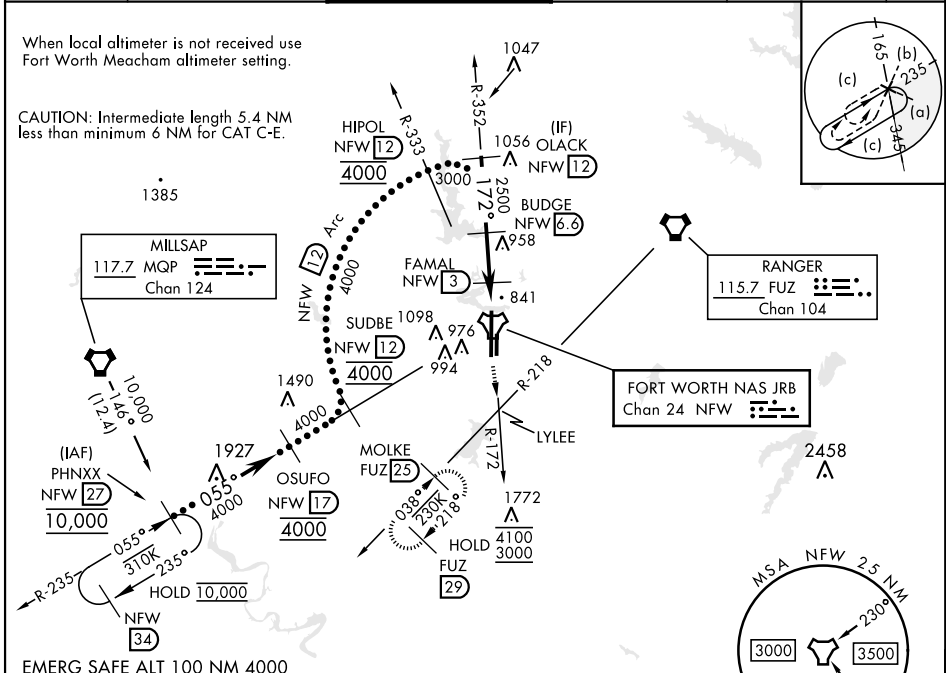 When local altimeter is not received use
Fort Worth Meacham altimeter setting.
CAUTION: Intermediate length 5.4 NM
less than minimum 6 NM for CAT C-E.
1385
1047
R-352
R-333
HIPOL
NFW 12
4000
3000
1056
(IF)
OLACK
NFW 12
2500
172°
BUDGE
NFW 6.6
958
FAMAL
NFW 3
841
165
(b)
235
(c)
(a)
(c)
345
MILLSAP
117.7 MQP
Chan 124
NFW 12 Arc
4000
RANGER
115.7 FUZ
Chan 104
SUDBE
NFW 12
4000
1098
976
994
FORT WORTH NAS JRB
Chan 24 NFW
R-218
LYLEE
R-172
10,000
146°
(12.4)
1490
4000
1927
(IAF)
PHNXX
NFW 27
10,000
055°
4000
OSUFO
NFW 17
4000
MOLKE
FUZ 25
038°
230K
218°
1772
4100
3000
HOLD
FUZ
29
2458
055°
310K
235°
R-235
HOLD 10,000
NFW
34
MSA NFW 25 NM
230°
3000
3500
EMERG SAFE ALT 100 NM 4000